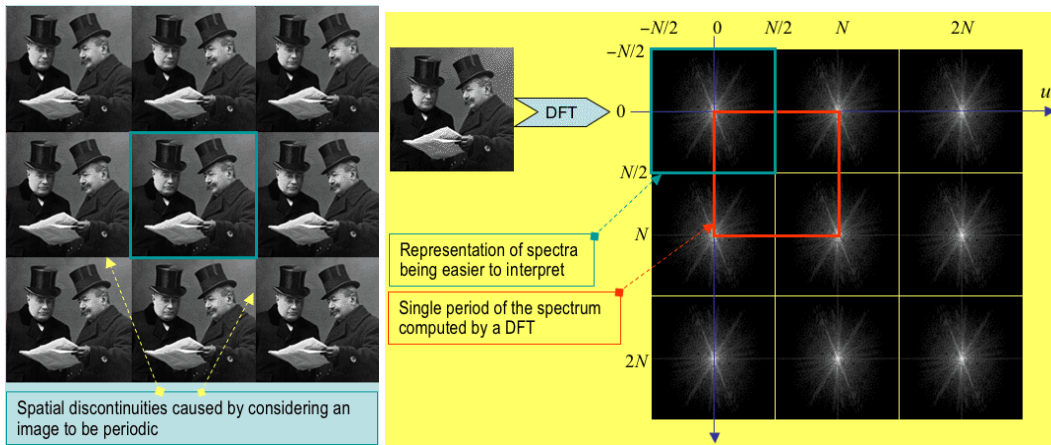 Spatial discontinuities caused by considering an
image to be periodic
−N/2 0 N/2 N 2N
−N/2
DFT
0
u
N/2
N
Representation of spectra
being easier to interpret
Single period of the spectrum
computed by a DFT
2N